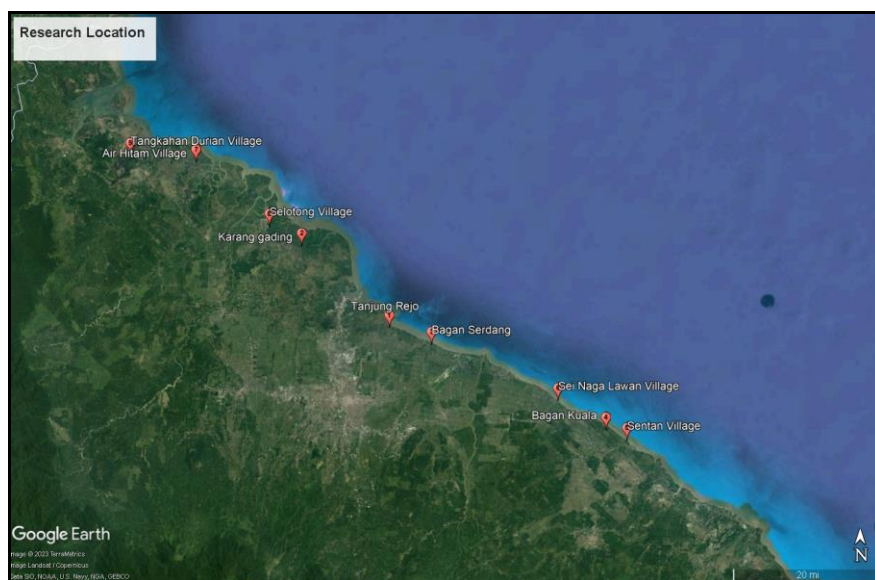 Research Location
Tangkahan Durian Village
Air Hitam Village
Selotong Village
Karang gading
Tanjung Rejo
Bagan Serdang
Sei Naga Lawan Village
Bagan Kuala
Sentan Village
Google Earth
N
Image © 2023 TerraMetrics
Image Landsat / Copernicus
Data SIO, NOAA, U.S. Navy, NGA, GEBCO
20 mi